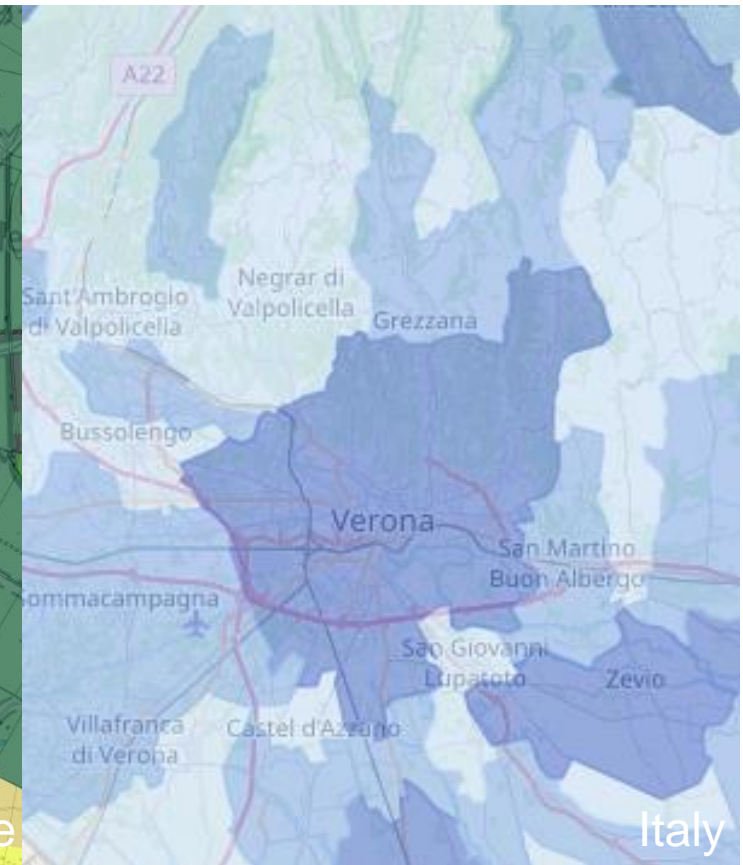 A22
Sant'Ambrogio
di Valpolicella
Negrar di
Valpolicella
Grezzana
Bussolengo
Verona
San Martino
Buon Albergo
San Giovanni
Lupatoto
Zevio
Villafranca
di Verona
Castel d'Azzano
Italy